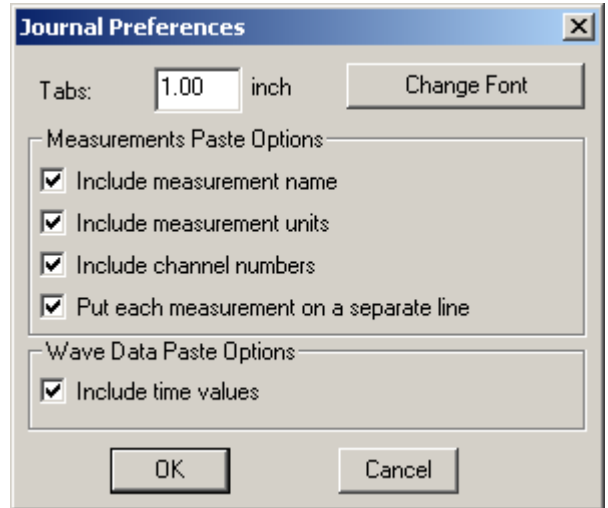 Journal Preferences
Tabs: 1.00 inch Change Font
Measurements Paste Options
Include measurement name
Include measurement units
Include channel numbers
Put each measurement on a separate line
Wave Data Paste Options
Include time values
OK Cancel